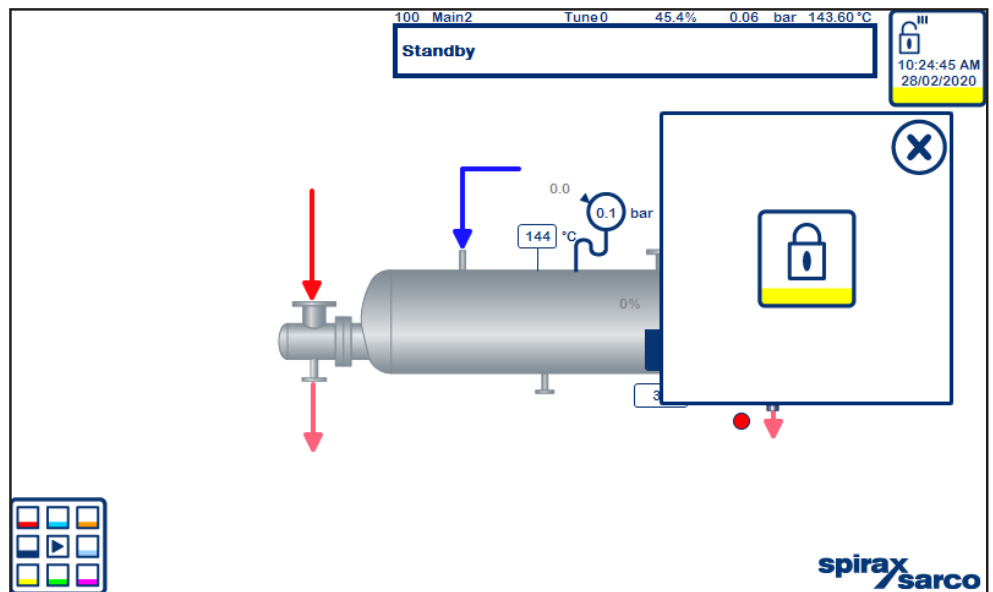 100 Main2 Tune0 45.4% 0.06 bar 143.60 °C
Standby
10:24:45 AM
28/02/2020
0.0
0.1 bar
144 °C
0%
3
spirax
sarco